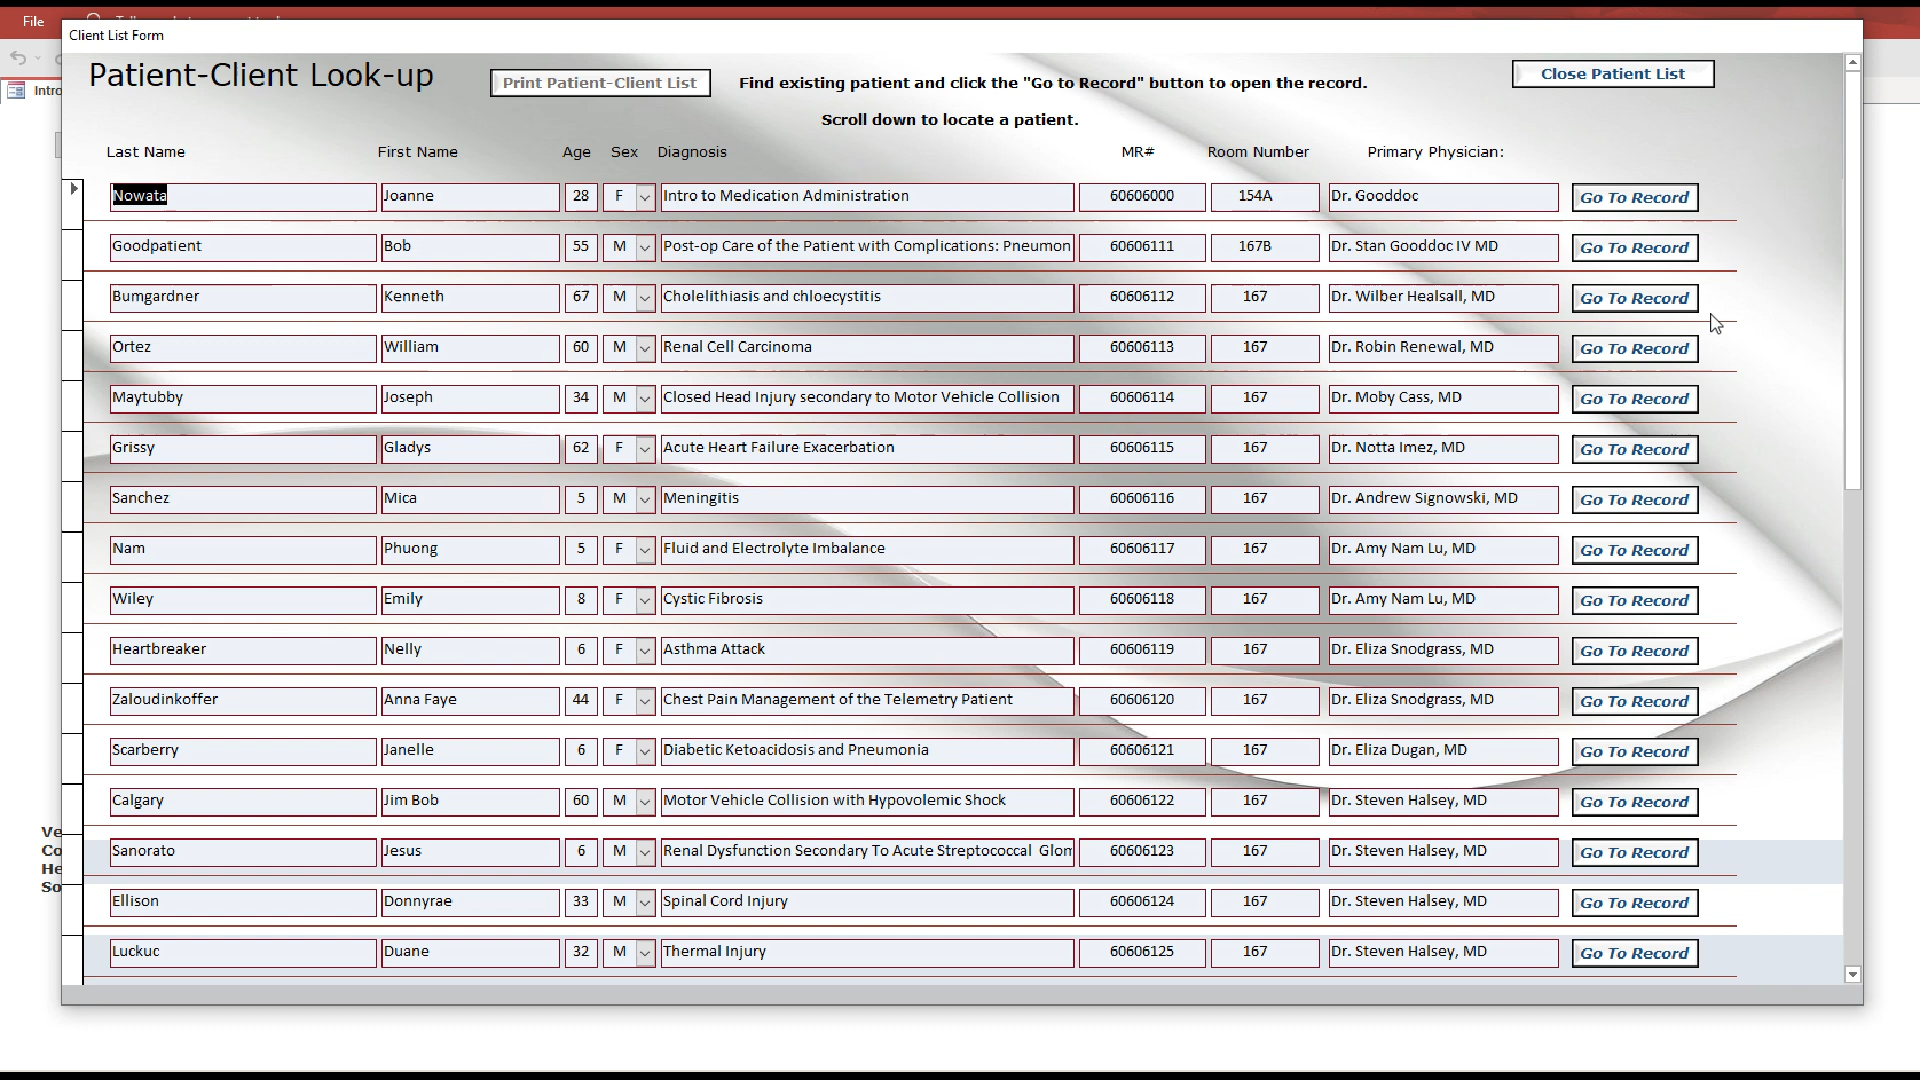 File
Client List Form
Patient-Client Look-up
Print Patient-Client List
Find existing patient and click the "Go to Record" button to open the record.
Close Patient List
Scroll down to locate a patient.
Intro
Last Name First Name Age Sex Diagnosis MR# Room Number Primary Physician:
Nowata Joanne 28 F Intro to Medication Administration 60606000 154A Dr. Gooddoc Go To Record
Goodpatient Bob 55 M Post-op Care of the Patient with Complications: Pneumon 60606111 167B Dr. Stan Gooddoc IV MD Go To Record
Bumgardner Kenneth 67 M Cholelithiasis and chloecystitis 60606112 167 Dr. Wilber Healsall, MD Go To Record
Ortez William 60 M Renal Cell Carcinoma 60606113 167 Dr. Robin Renewal, MD Go To Record
Maytubby Joseph 34 M Closed Head Injury secondary to Motor Vehicle Collision 60606114 167 Dr. Moby Cass, MD Go To Record
Grissy Gladys 62 F Acute Heart Failure Exacerbation 60606115 167 Dr. Notta Imez, MD Go To Record
Sanchez Mica 5 M Meningitis 60606116 167 Dr. Andrew Signowski, MD Go To Record
Nam Phuong 5 F Fluid and Electrolyte Imbalance 60606117 167 Dr. Amy Nam Lu, MD Go To Record
Wiley Emily 8 F Cystic Fibrosis 60606118 167 Dr. Amy Nam Lu, MD Go To Record
Heartbreaker Nelly 6 F Asthma Attack 60606119 167 Dr. Eliza Snodgrass, MD Go To Record
Zaloudinkoffer Anna Faye 44 F Chest Pain Management of the Telemetry Patient 60606120 167 Dr. Eliza Snodgrass, MD Go To Record
Scarberry Janelle 6 F Diabetic Ketoacidosis and Pneumonia 60606121 167 Dr. Eliza Dugan, MD Go To Record
Calgary Jim Bob 60 M Motor Vehicle Collision with Hypovolemic Shock 60606122 167 Dr. Steven Halsey, MD Go To Record
Ve
Co
He
So
Sanorato Jesus 6 M Renal Dysfunction Secondary To Acute Streptococcal Glom 60606123 167 Dr. Steven Halsey, MD Go To Record
Ellison Donnyrae 33 M Spinal Cord Injury 60606124 167 Dr. Steven Halsey, MD Go To Record
Luckuc Duane 32 M Thermal Injury 60606125 167 Dr. Steven Halsey, MD Go To Record